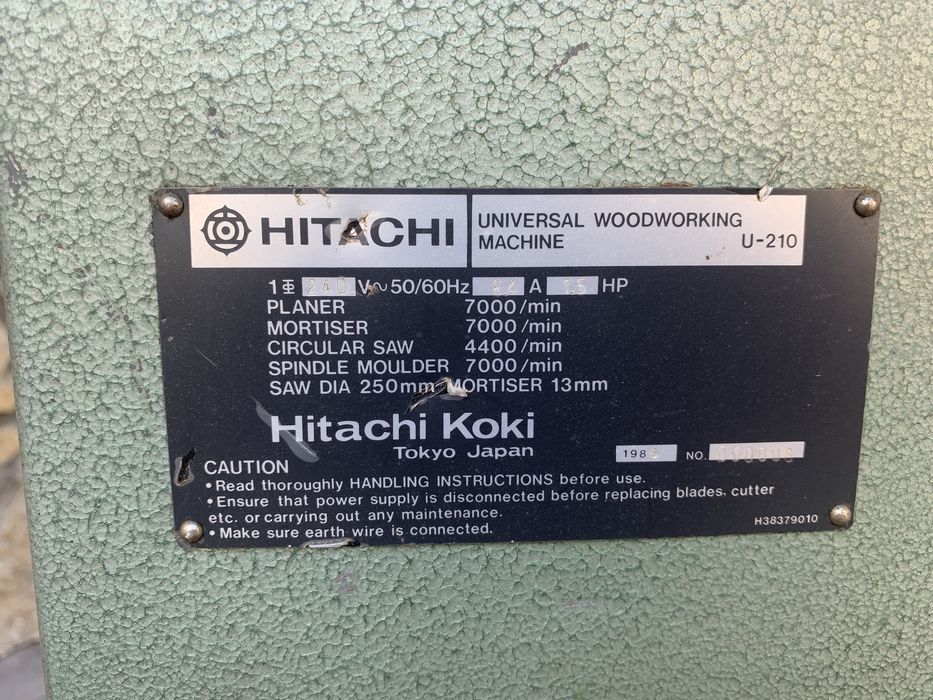 HITACHI
UNIVERSAL WOODWORKING
MACHINE U-210
1 240 V~50/60Hz A 1.5 HP
PLANER 7000/min
MORTISER 7000/min
CIRCULAR SAW 4400/min
SPINDLE MOULDER 7000/min
SAW DIA 250mm MORTISER 13mm
Hitachi Koki
Tokyo Japan
NO.
CAUTION
•Read thoroughly HANDLING INSTRUCTIONS before use.
•Ensure that power supply is disconnected before replacing blades, cutter
etc. or carrying out any maintenance.
•Make sure earth wire is connected.
H38379010